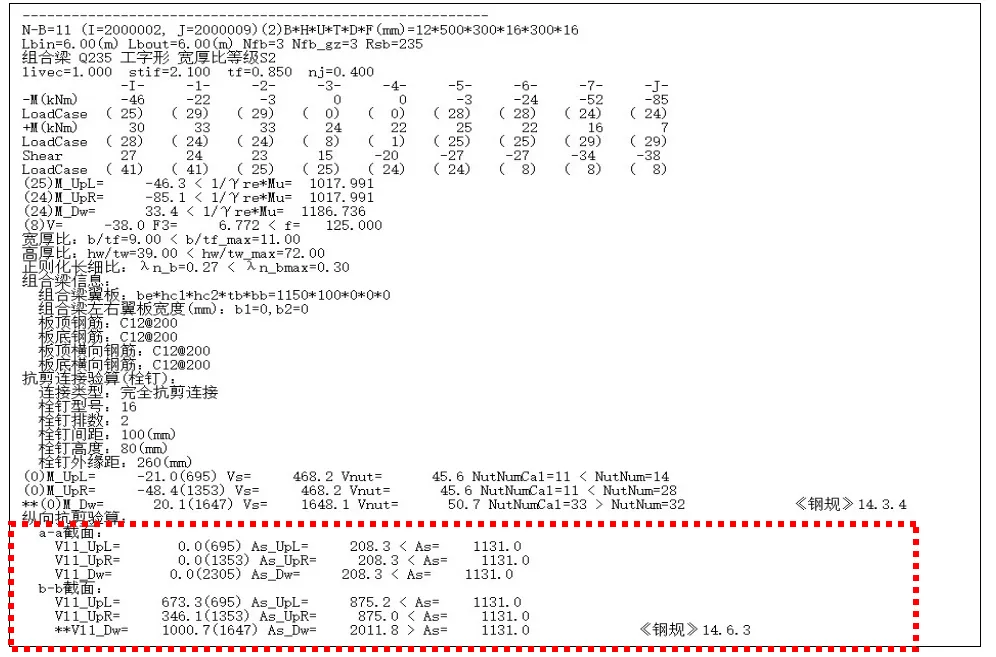 -----------------------------------------------------------
N-B=11 (I=2000002, J=2000009)(2)B*H*U*T*D*F(mm)=12*500*300*16*300*16
Lbin=6.00(m) Lbout=6.00(m) Nfb=3 Nfb_gz=3 Rsb=235
组合梁 Q235 工字形 宽厚比等级S2
livec=1.000  stif=2.100  tf=0.850  nj=0.400
-I-  -1-  -2-  -3-  -4-  -5-  -6-  -7-  -J-
-M(kNm)  -46  -22  -3  0  0  -3  -24  -52  -85
LoadCase  ( 25)  ( 29)  ( 29)  (  0)  (  0)  ( 28)  ( 28)  ( 24)  ( 24)
+M(kNm)  30  33  33  24  22  25  22  16  7
LoadCase  ( 28)  ( 24)  ( 24)  (  8)  (  1)  ( 25)  ( 25)  ( 29)  ( 29)
Shear  27  24  23  15  -20  -27  -27  -34  -38
LoadCase  ( 41)  ( 41)  ( 25)  ( 25)  ( 24)  ( 24)  (  8)  (  8)  (  8)
(25)M_UpL=  -46.3 < 1/γre*Mu=  1017.991
(24)M_UpR=  -85.1 < 1/γre*Mu=  1017.991
(24)M_Dw=  33.4 < 1/γre*Mu=  1186.736
(8)V=  -38.0 F3=  6.772 < f=  125.000
宽厚比: b/tf=9.00 < b/tf_max=11.00
高厚比: hw/tw=39.00 < hw/tw_max=72.00
正则化长细比: λn_b=0.27 < λn_bmax=0.30
组合梁信息:
组合梁翼板: be*hc1*hc2*tb*bb=1150*100*0*0*0
组合梁左右翼板宽度(mm): b1=0,b2=0
板顶钢筋: C12@200
板底钢筋: C12@200
板顶横向钢筋: C12@200
板底横向钢筋: C12@200
抗剪连接验算(栓钉):
连接类型: 完全抗剪连接
栓钉型号: 16
栓钉排数: 2
栓钉间距: 100(mm)
栓钉高度: 80(mm)
栓钉外缘距: 260(mm)
(0)M_UpL=  -21.0(695) Vs=  468.2 Vnut=  45.6 NutNumCal=11 < NutNum=14
(0)M_UpR=  -48.4(1353) Vs=  468.2 Vnut=  45.6 NutNumCal=11 < NutNum=28
**(0)M_Dw=  20.1(1647) Vs=  1648.1 Vnut=  50.7 NutNumCal=33 > NutNum=32  《钢规》14.3.4
纵向抗剪验算:
a-a截面:
V11_UpL=  0.0(695) As_UpL=  208.3 < As=  1131.0
V11_UpR=  0.0(1353) As_UpR=  208.3 < As=  1131.0
V11_Dw=  0.0(2305) As_Dw=  208.3 < As=  1131.0
b-b截面:
V11_UpL=  673.3(695) As_UpL=  875.2 < As=  1131.0
V11_UpR=  346.1(1353) As_UpR=  875.0 < As=  1131.0
**V11_Dw=  1000.7(1647) As_Dw=  2011.8 > As=  1131.0  《钢规》14.6.3